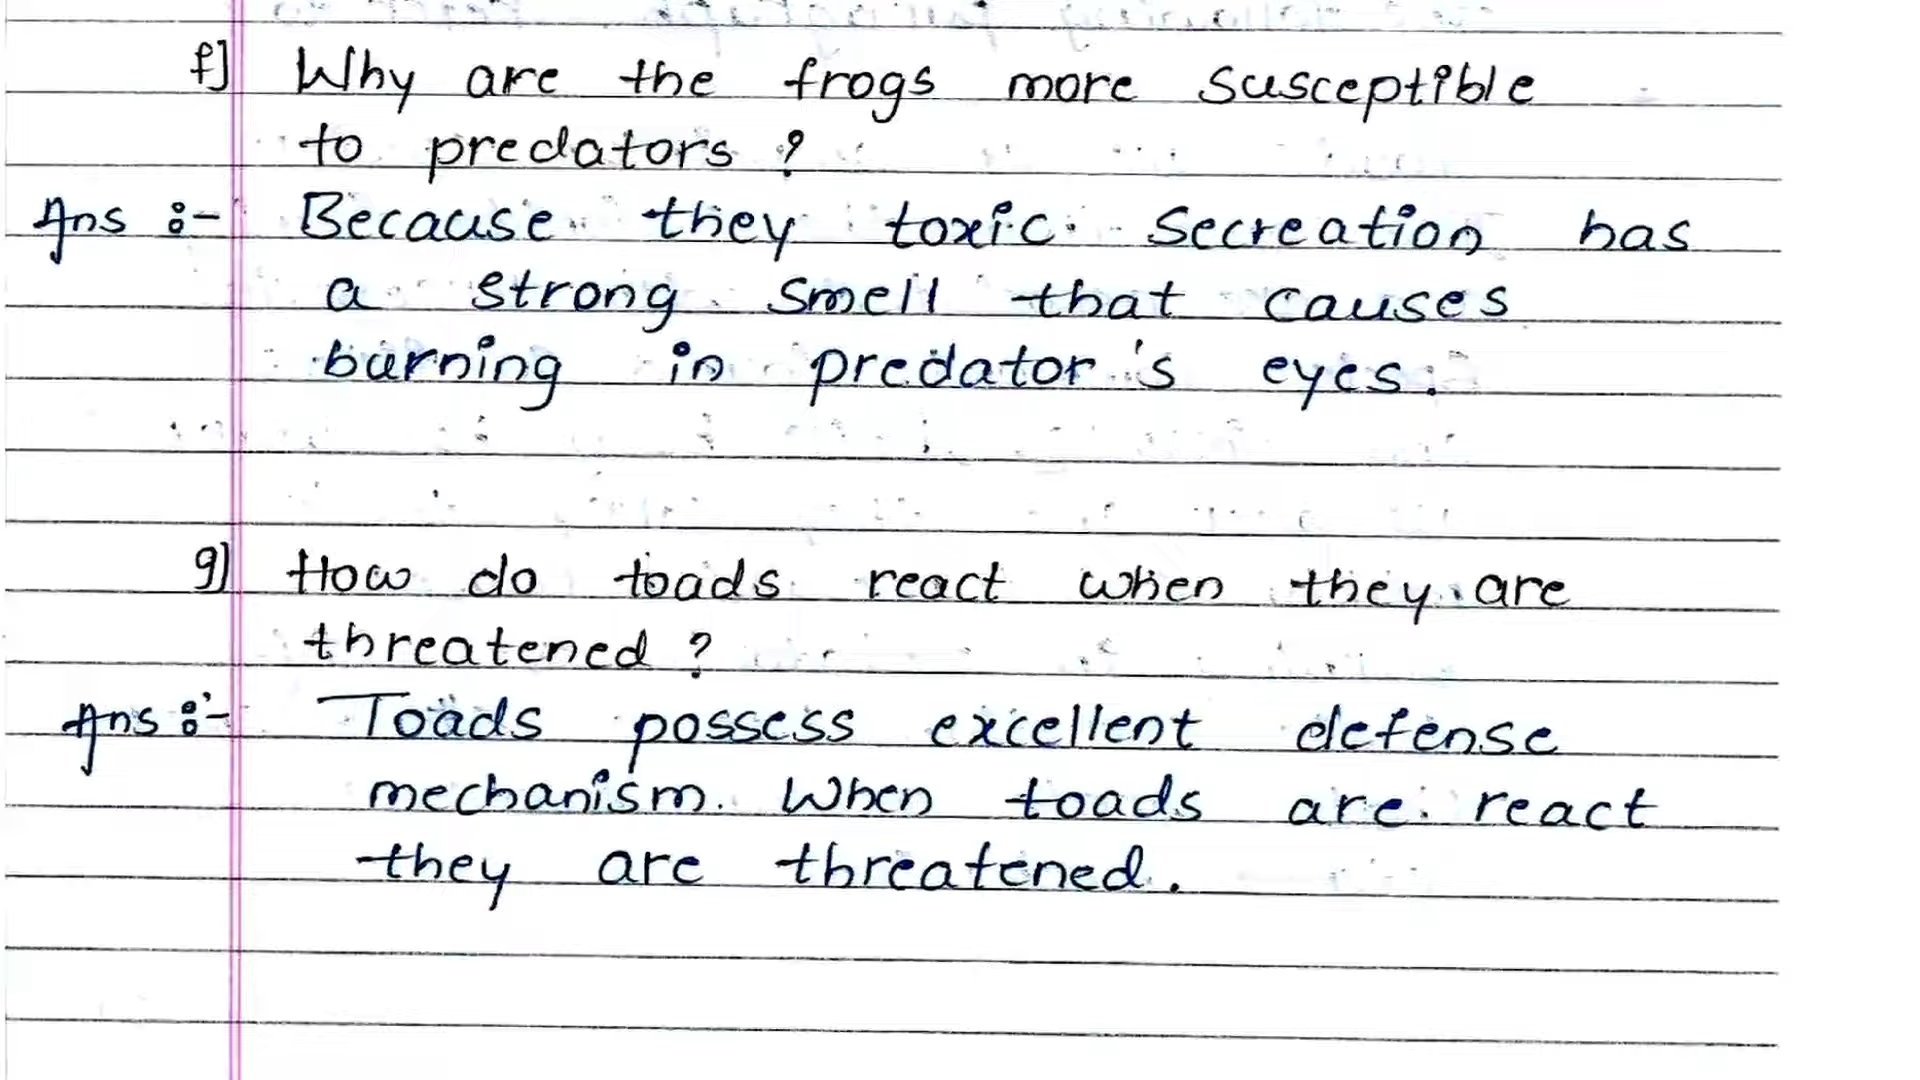 f] Why are the frogs more susceptible
to predators ?
Ans :- Because they toxic secreation has
a strong smell that causes
burning in predator's eyes.
g] How do toads react when they are
threatened ?
Ans :- Toads possess excellent defense
mechanism. When toads are react
they are threatened.